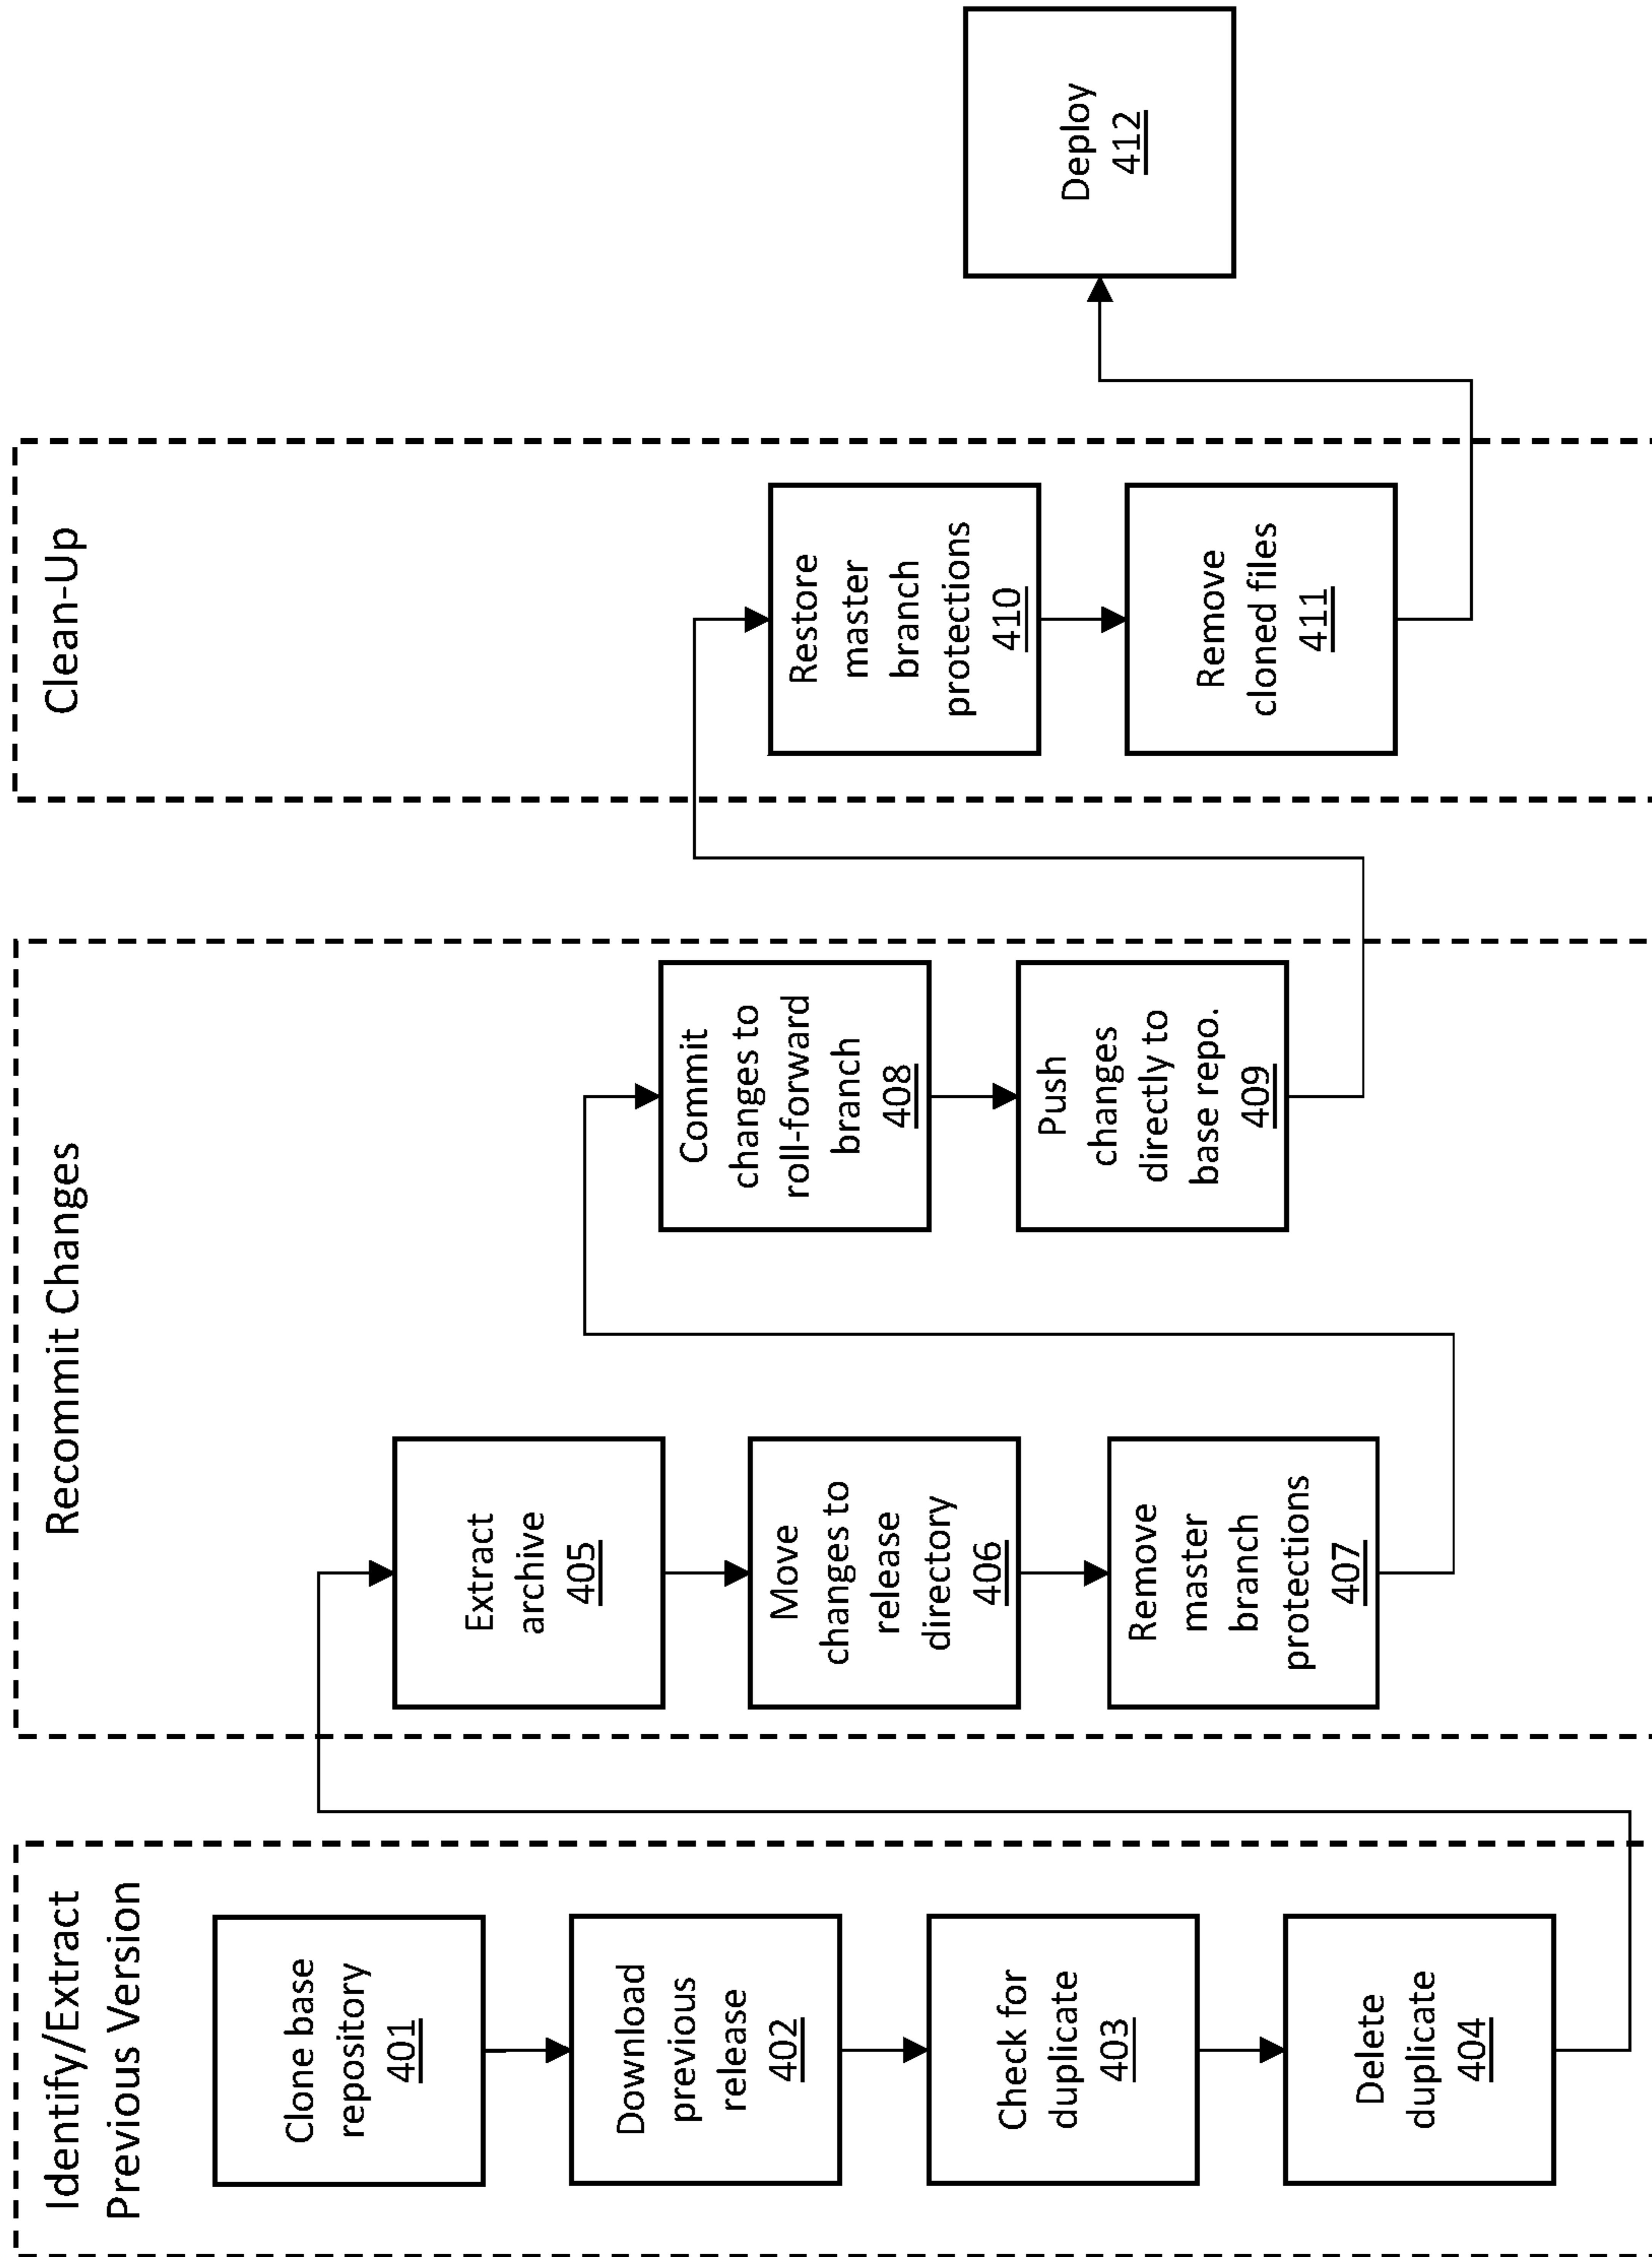 Identify/Extract
Previous Version
Clone base
repository
401
Download
previous
release
402
Check for
duplicate
403
Delete
duplicate
404
Recommit Changes
Extract
archive
405
Move
changes to
release
directory
406
Remove
master
branch
protections
407
Commit
changes to
roll-forward
branch
408
Push
changes
directly to
base repo.
409
Clean-Up
Restore
master
branch
protections
410
Remove
cloned files
411
Deploy
412